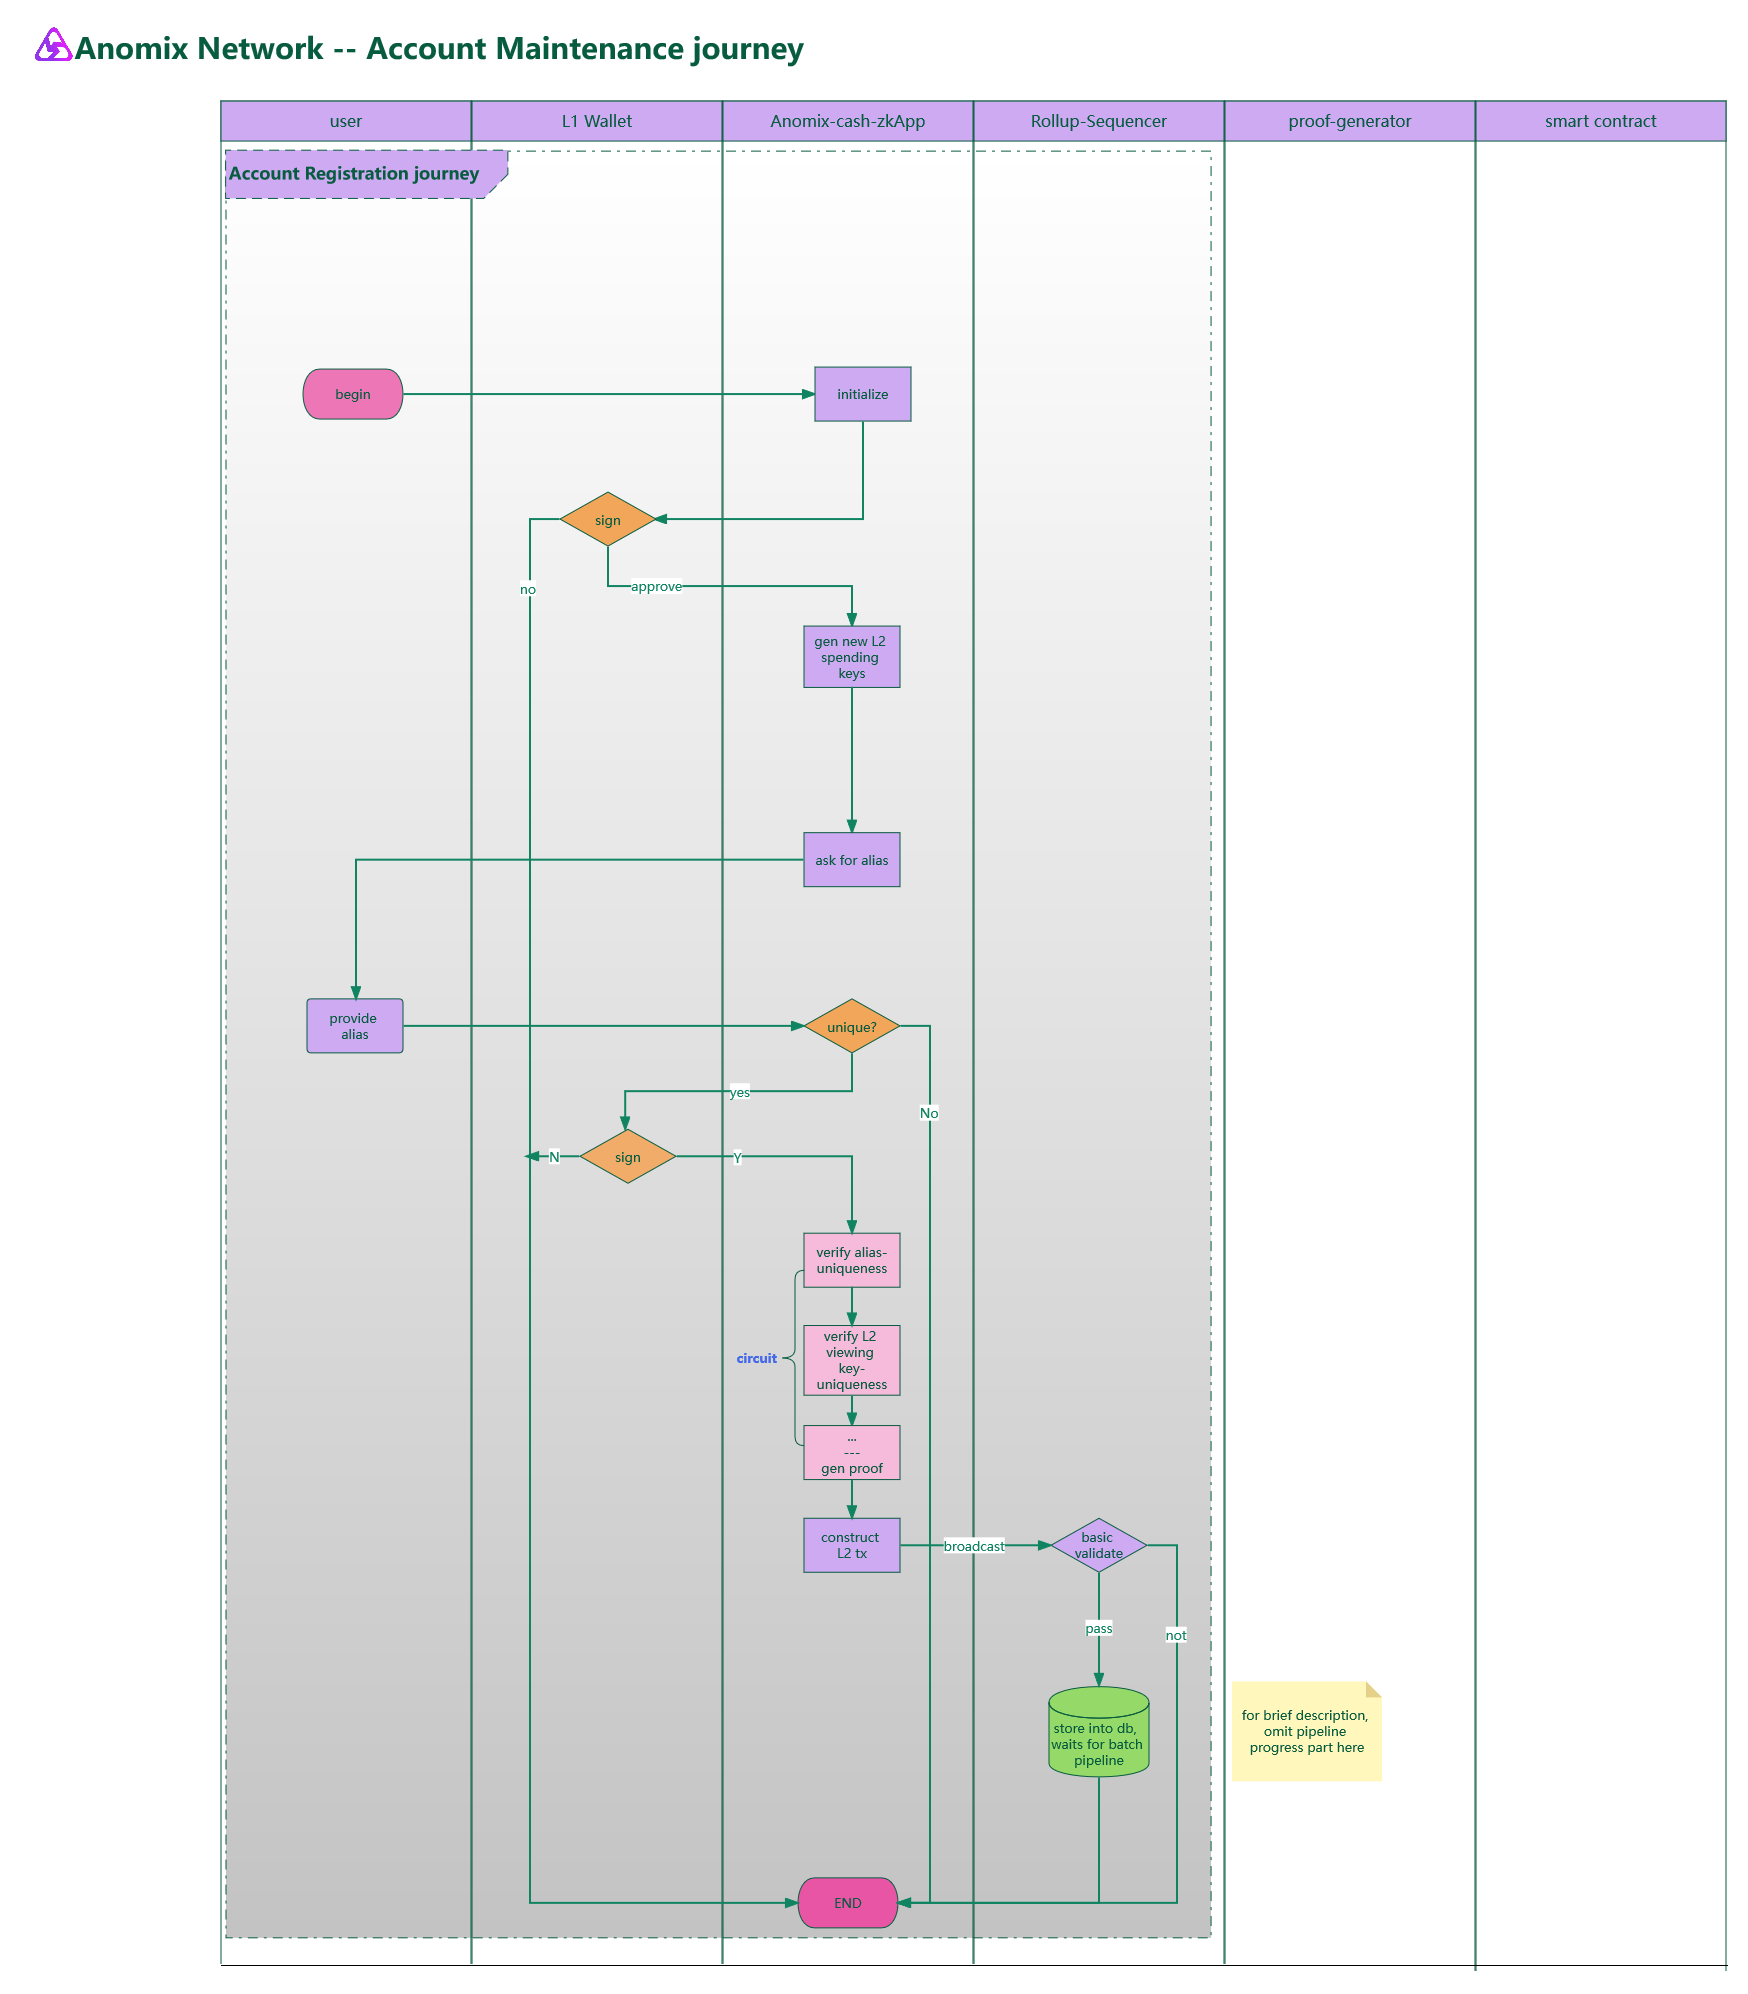 Anomix Network -- Account Maintenance journey
user
L1 Wallet
Anomix-cash-zkApp
Rollup-Sequencer
proof-generator
smart contract
Account Registration journey
begin
initialize
sign
no
approve
gen new L2
spending
keys
ask for alias
provide
alias
unique?
yes
No
N
sign
Y
verify alias-
uniqueness
verify L2
viewing
key-
uniqueness
circuit
...
---
gen proof
construct
L2 tx
broadcast
basic
validate
pass
not
store into db,
waits for batch
pipeline
for brief description,
omit pipeline
progress part here
END